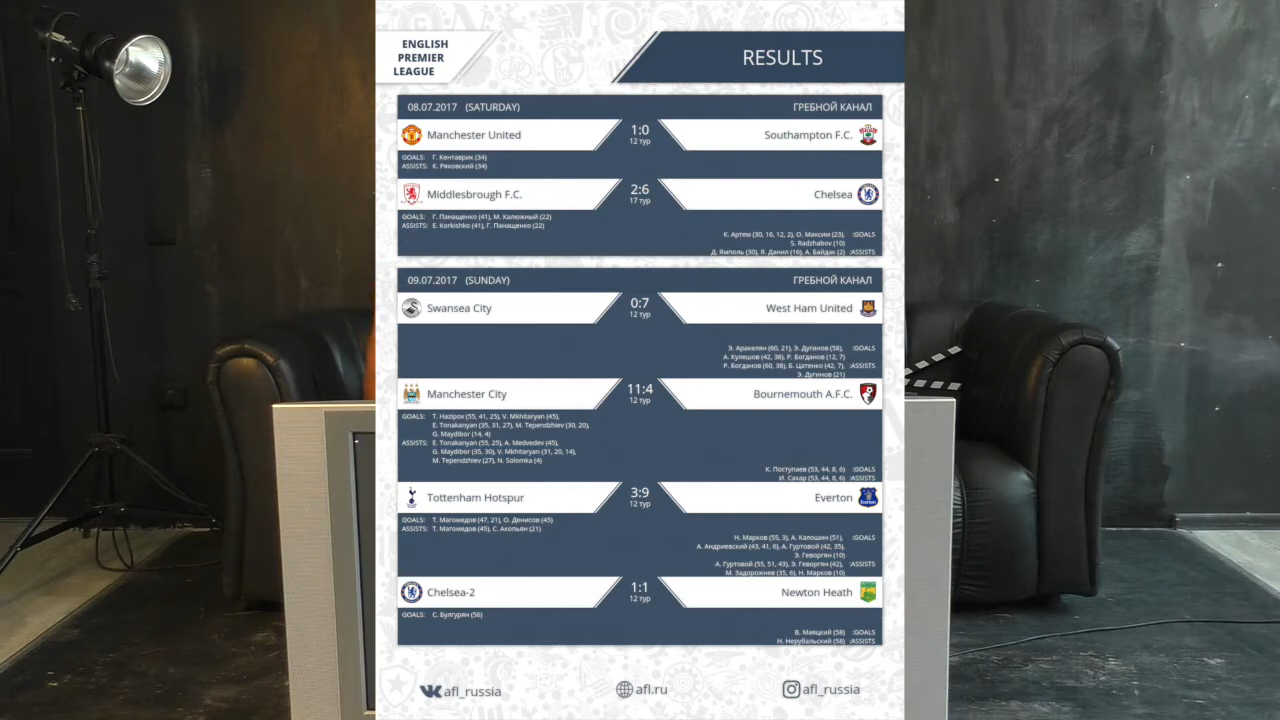 ENGLISH
PREMIER
LEAGUE
RESULTS
08.07.2017 (SATURDAY) ГРЕБНОЙ КАНАЛ
Manchester United 1:0 Southampton F.C.
12 тур
GOALS: Г. Кентаврик (34)
ASSISTS: К. Ряховский (34)
Middlesbrough F.C. 2:6 Chelsea
17 тур
GOALS: Г. Панащенко (41), М. Калюжный (22)
ASSISTS: E. Korkishko (41), Г. Панащенко (22)
К. Артем (30, 16, 12, 2), О. Максим (23), :GOALS
S. Radzhabov (10)
Д. Ямполь (30), Я. Данил (16), А. Байдак (2) :ASSISTS
09.07.2017 (SUNDAY) ГРЕБНОЙ КАНАЛ
Swansea City 0:7 West Ham United
12 тур
Э. Аракелян (60, 21), Э. Дугинов (58), :GOALS
А. Кулешов (42, 38), Р. Богданов (12, 7)
Р. Богданов (60, 38), Б. Цатенко (42, 7), :ASSISTS
Э. Дугинов (21)
Manchester City 11:4 Bournemouth A.F.C.
12 тур
GOALS: T. Hazipov (55, 41, 25), V. Mkhitaryan (45),
E. Tonakanyan (35, 31, 27), M. Tependzhiev (30, 20),
G. Maydibor (14, 4)
ASSISTS: E. Tonakanyan (55, 25), A. Medvedev (45),
G. Maydibor (35, 30), V. Mkhitaryan (31, 20, 14),
M. Tependzhiev (27), N. Solomka (4)
К. Поступаев (53, 44, 8, 6) :GOALS
И. Сахар (53, 44, 8, 6) :ASSISTS
Tottenham Hotspur 3:9 Everton
12 тур
GOALS: Т. Магомедов (47, 21), О. Денисов (45)
ASSISTS: Т. Магомедов (45), С. Акопьян (21)
Н. Марков (55, 3), А. Капошин (51), :GOALS
А. Андриевский (43, 41, 6), А. Гуртовой (42, 35),
Э. Геворгян (10)
А. Гуртовой (55, 51, 43), Э. Геворгян (42), :ASSISTS
М. Задорожнев (35, 6), Н. Марков (10)
Chelsea-2 1:1 Newton Heath
12 тур
GOALS: С. Булгурян (56)
В. Маяцкий (58) :GOALS
Н. Нерубальский (58) :ASSISTS
afl_russia afl.ru afl_russia